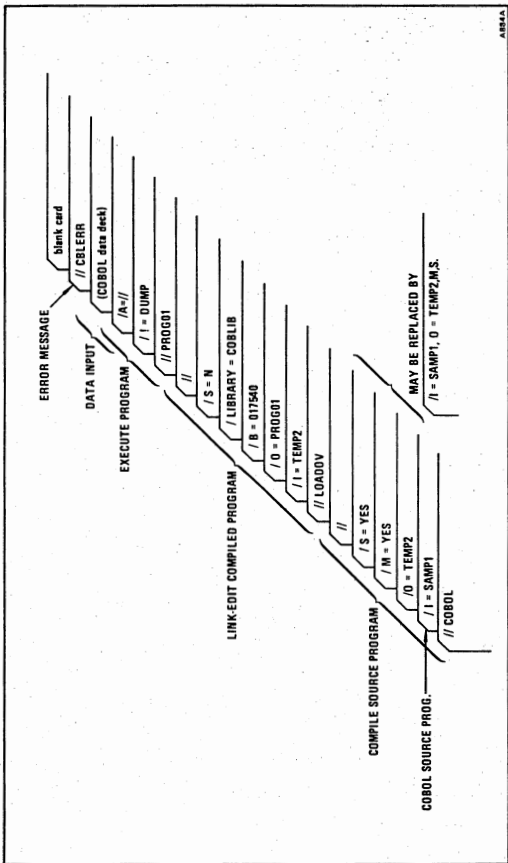 ERROR MESSAGE
DATA INPUT
EXECUTE PROGRAM
LINK-EDIT COMPILED PROGRAM
COMPILE SOURCE PROGRAM
COBOL SOURCE PROG.
blank card
// CBLERR
(COBOL data deck)
/A=//
/ ! = DUMP
// PROG01
//
/ S = N
/ LIBRARY = COBLIB
/ B = 017540
/ O = PROG01
/ I = TEMP2
// LOADOV
//
/ S = YES
/ M = YES
/O = TEMP2
/ I = SAMP1
// COBOL
MAY BE REPLACED BY
/I = SAMP1, O = TEMP2,M,S.
A884A